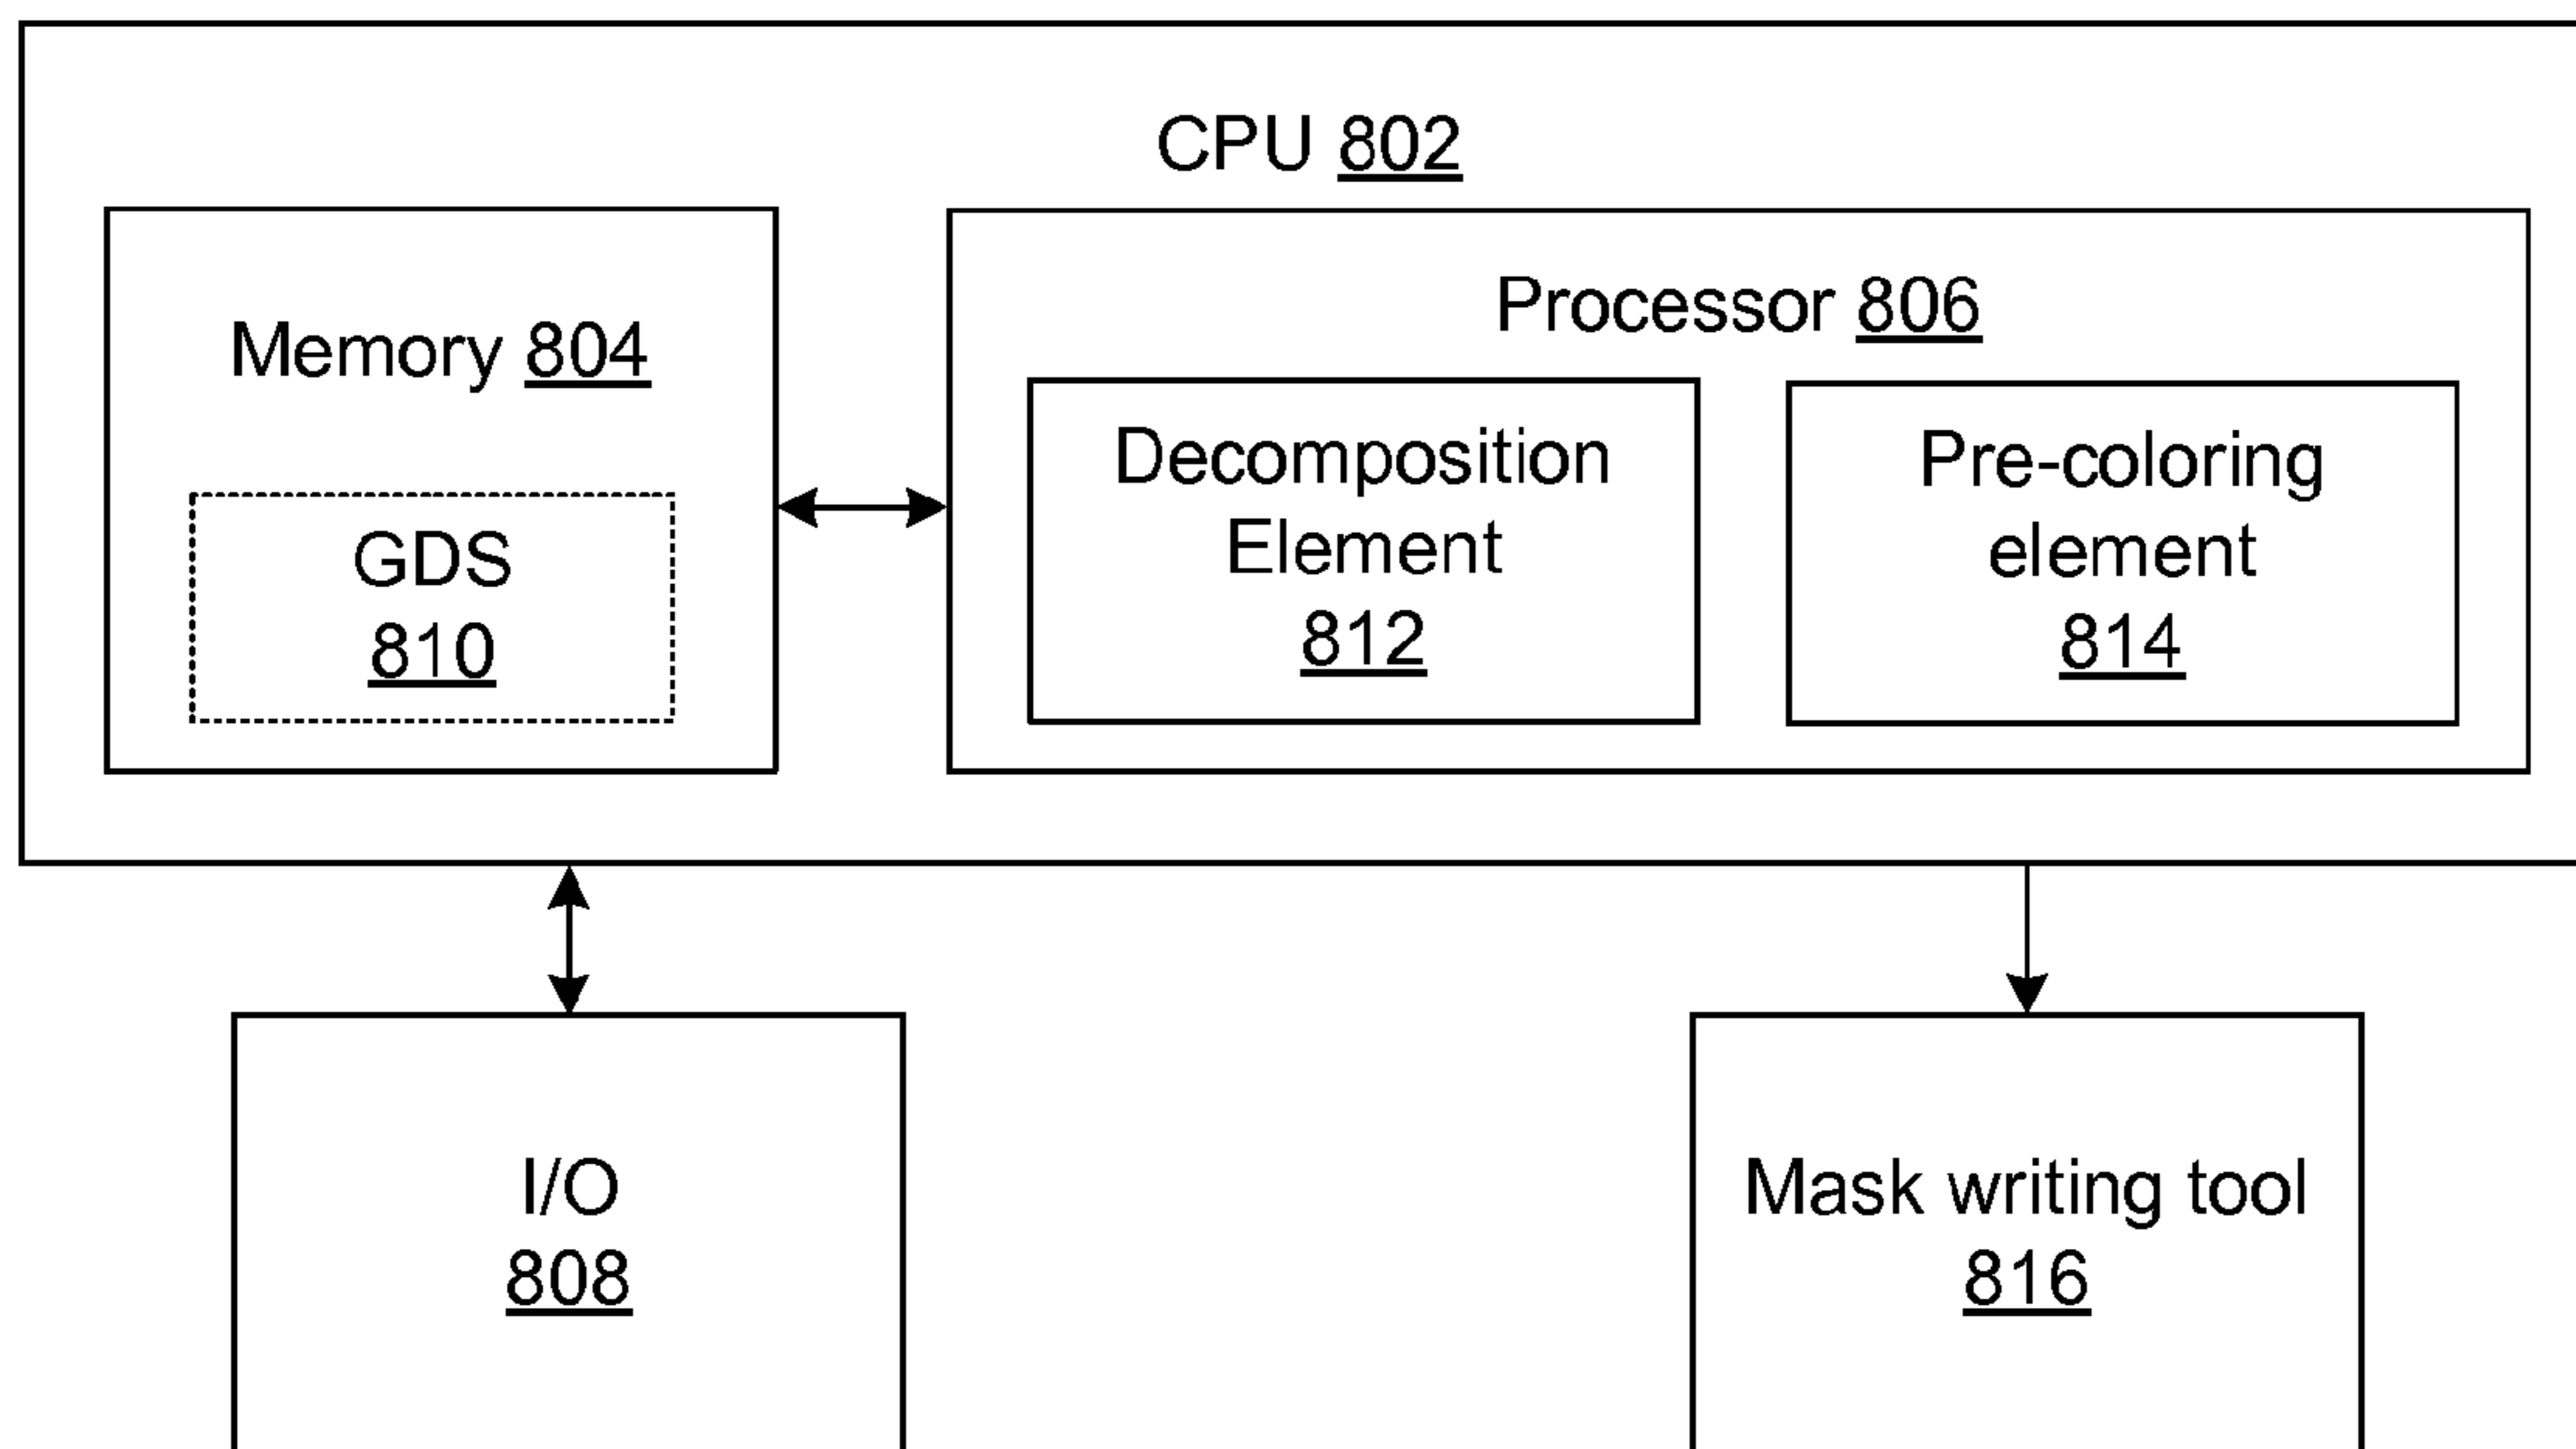 CPU 802
Memory 804
GDS
810
Processor 806
Decomposition
Element
812
Pre-coloring
element
814
I/O
808
Mask writing tool
816